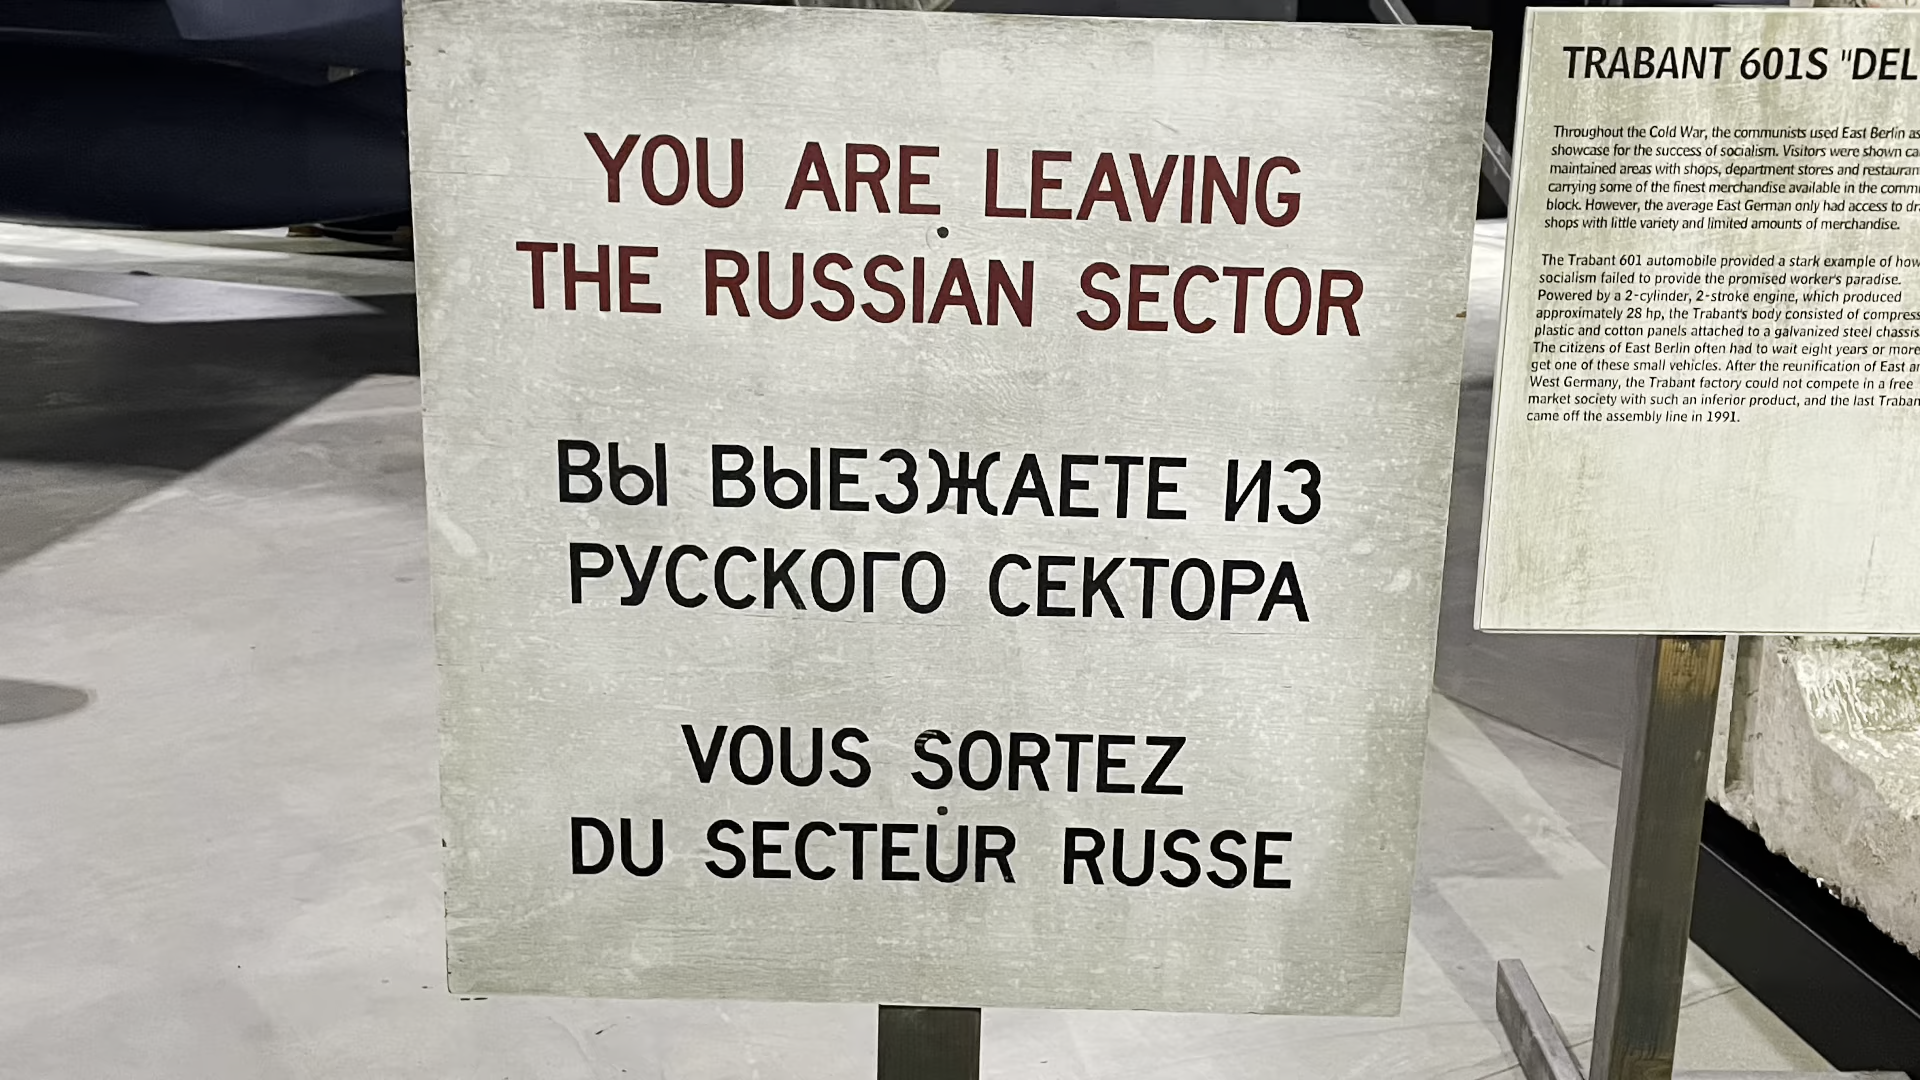 YOU ARE LEAVING
THE RUSSIAN SECTOR
ВЫ ВЫЕЗЖАЕТЕ ИЗ
РУССКОГО СЕКТОРА
VOUS SORTEZ
DU SECTEUR RUSSE
TRABANT 601S "DEL
Throughout the Cold War, the communists used East Berlin as
showcase for the success of socialism. Visitors were shown
maintained areas with shops, department stores and
carrying some of the finest merchandise available in the
block. However, the average East German only had access to
shops with little variety and limited amounts of merchandise.
The Trabant 601 automobile provided a stark example of how
socialism failed to provide the promised worker's paradise.
Powered by a 2-cylinder, 2-stroke engine, which produced
approximately 28 hp, the Trabant's body consisted of
plastic and cotton panels attached to a galvanized steel chassis
The citizens of East Berlin often had to wait eight years or more
get one of these small vehicles. After the reunification of East
West Germany, the Trabant factory could not compete in a free
market society with such an inferior product, and the last
came off the assembly line in 1991.